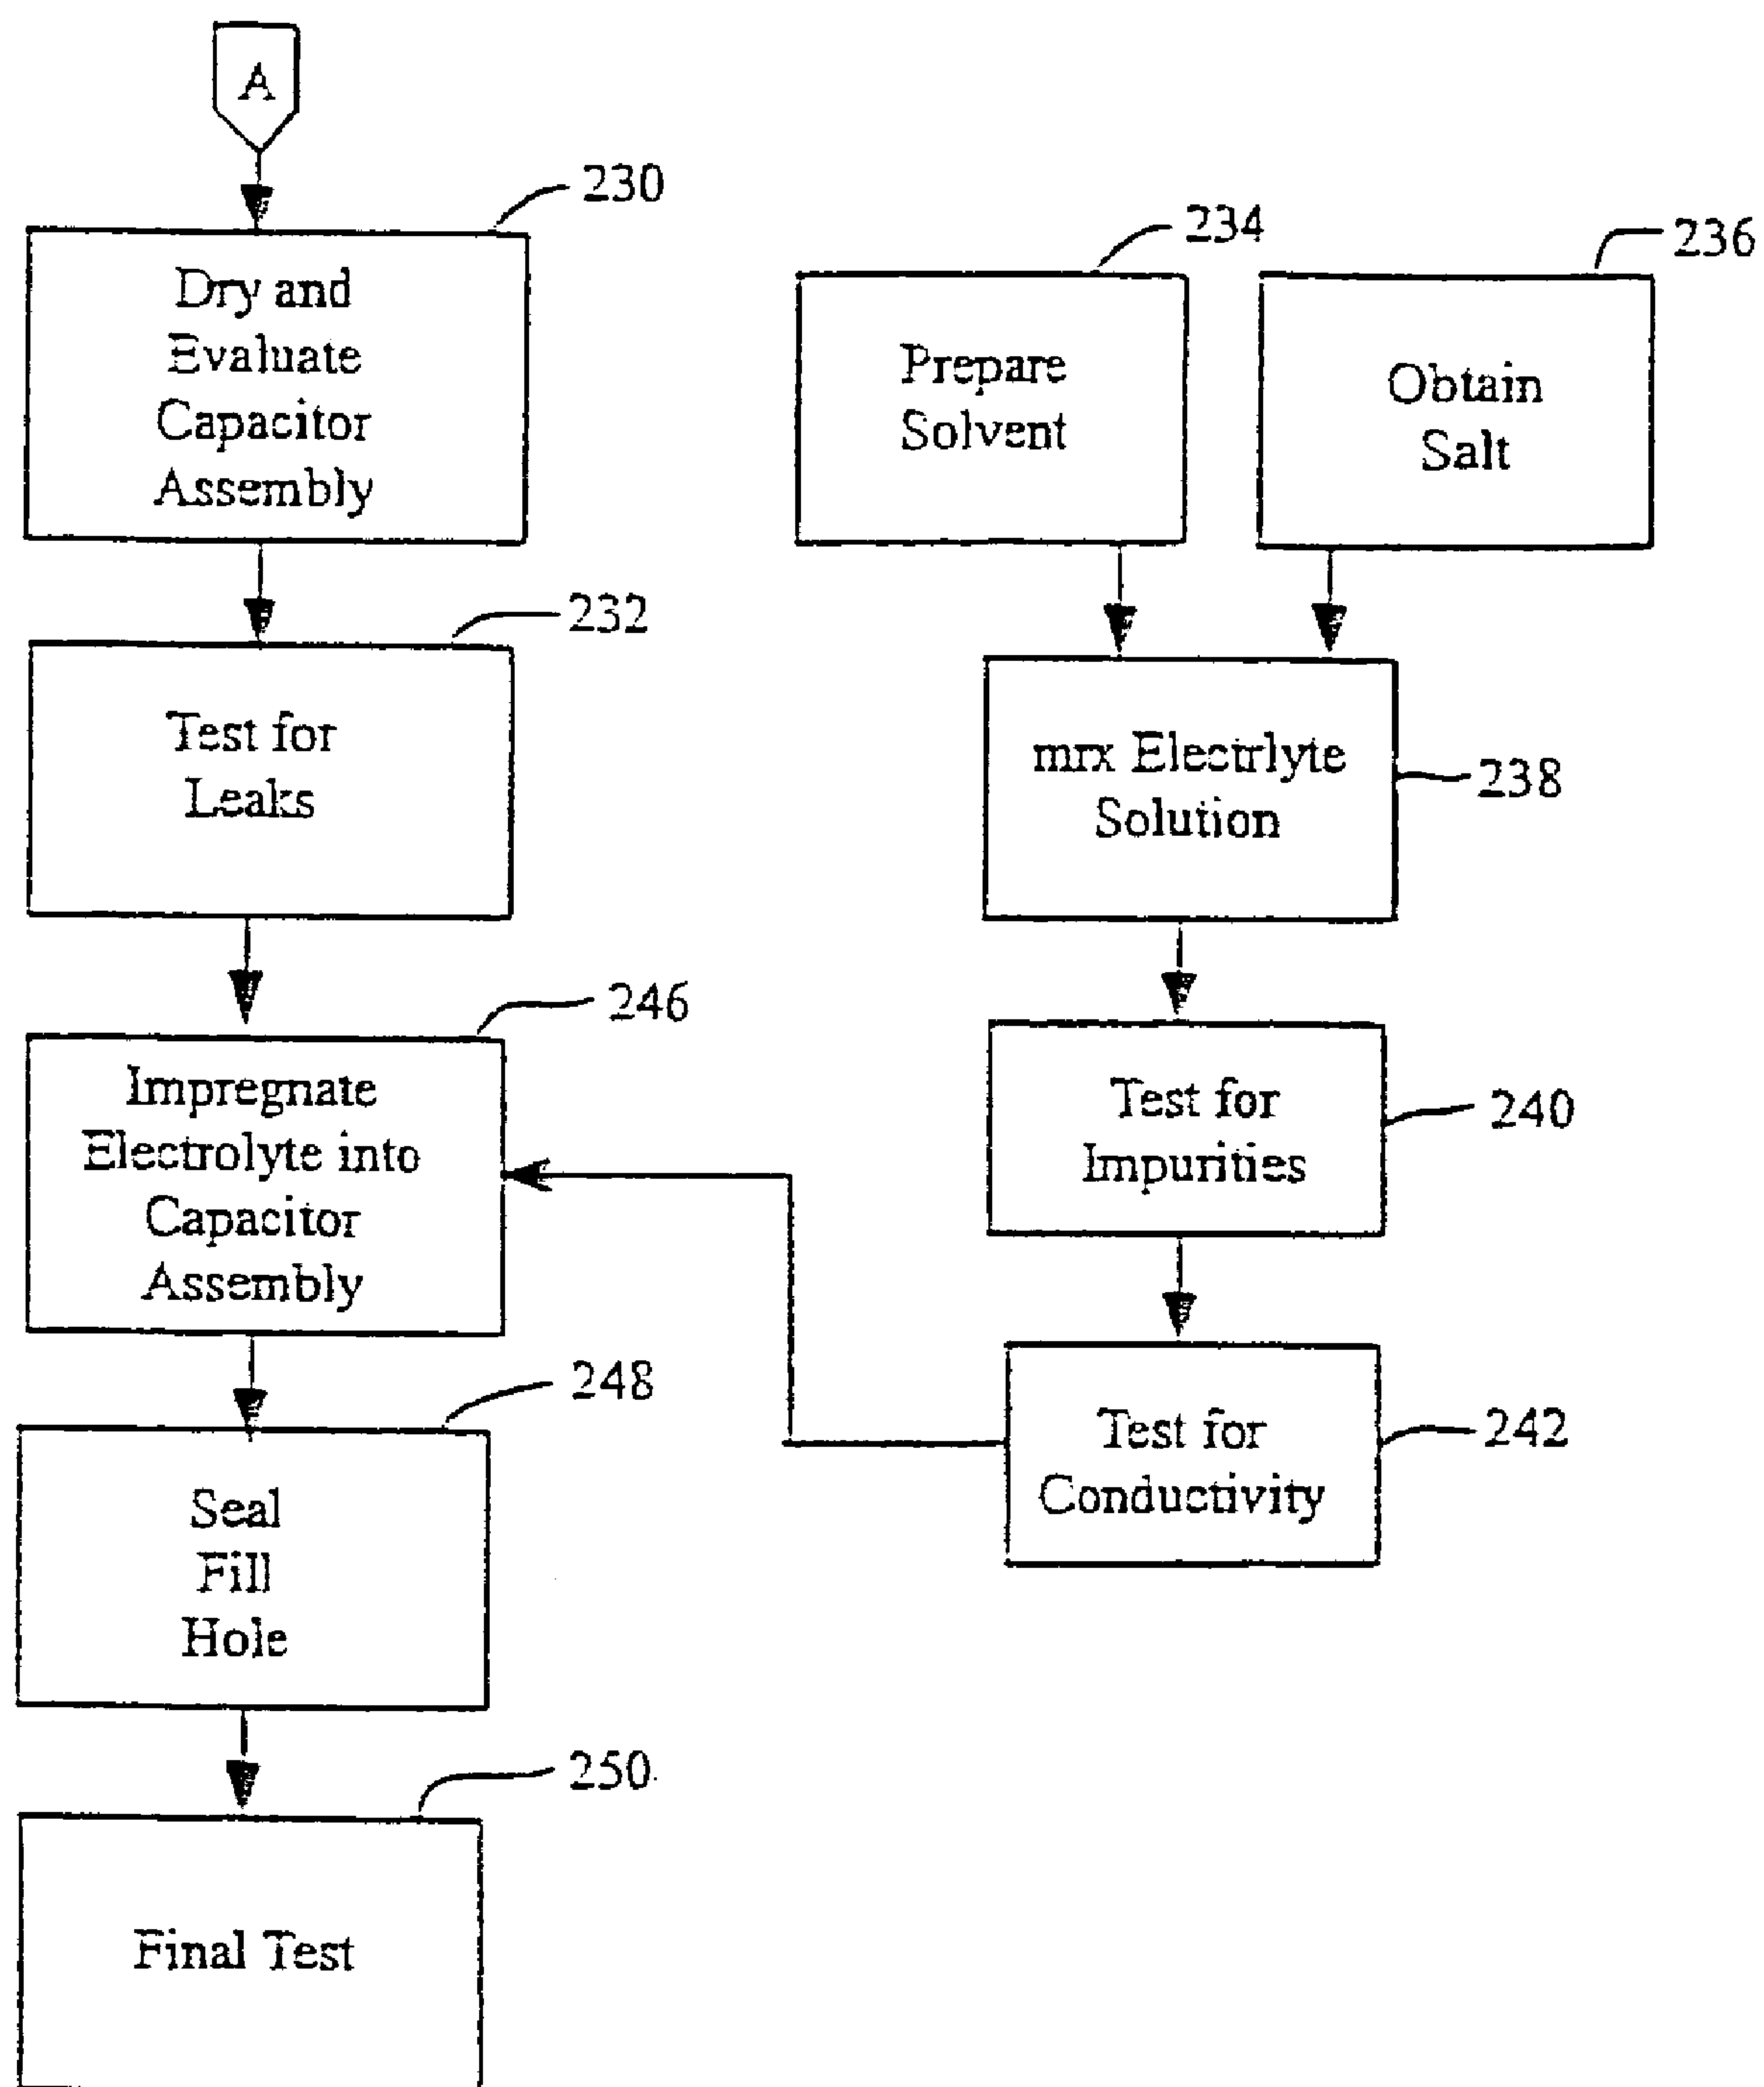 A
230
Dry and
Evaluate
Capacitor
Assembly
232
Test for
Leaks
246
Impregnate
Electrolyte into
Capacitor
Assembly
248
Seal
Fill
Hole
250
Final Test
234
Prepare
Solvent
236
Obtain
Salt
mix Electrlyte
Solution
238
Test for
Impurities
240
Test for
Conductivity
242